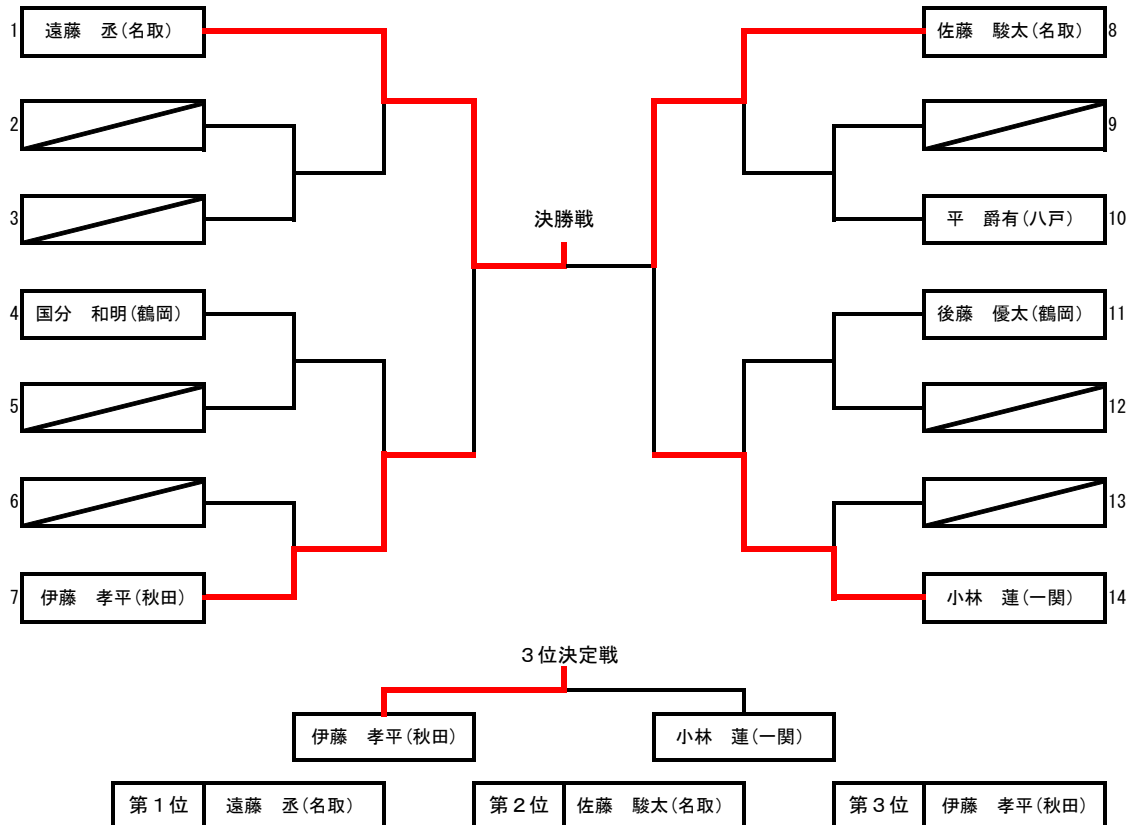 1 遠藤 丞(名取)
2
3
4 国分 和明(鶴岡)
5
6
7 伊藤 孝平(秋田)
決勝戦
佐藤 駿太(名取) 8
9
平 爵有(八戸) 10
後藤 優太(鶴岡) 11
12
13
小林 蓮(一関) 14
3位決定戦
伊藤 孝平(秋田)
小林 蓮(一関)
第1位 遠藤 丞(名取)
第2位 佐藤 駿太(名取)
第3位 伊藤 孝平(秋田)